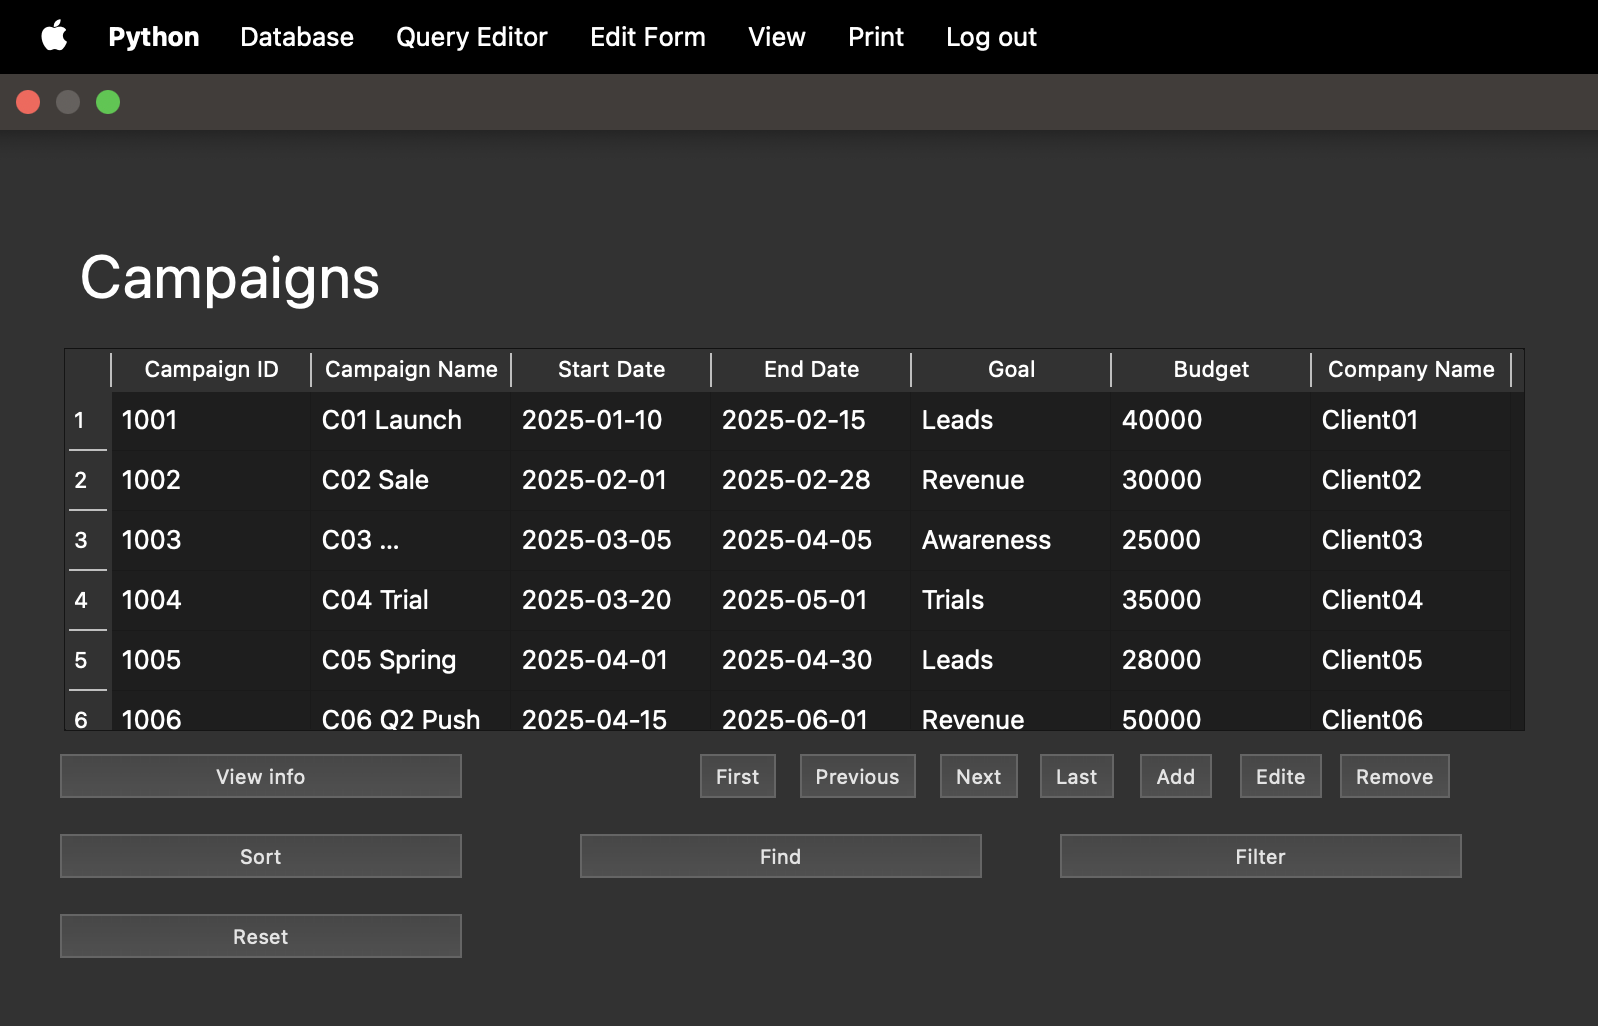 Python Database Query Editor Edit Form View Print Log out
Campaigns
Campaign ID Campaign Name Start Date End Date Goal Budget Company Name
1 1001 C01 Launch 2025-01-10 2025-02-15 Leads 40000 Client01
2 1002 C02 Sale 2025-02-01 2025-02-28 Revenue 30000 Client02
3 1003 C03 ... 2025-03-05 2025-04-05 Awareness 25000 Client03
4 1004 C04 Trial 2025-03-20 2025-05-01 Trials 35000 Client04
5 1005 C05 Spring 2025-04-01 2025-04-30 Leads 28000 Client05
6 1006 C06 Q2 Push 2025-04-15 2025-06-01 Revenue 50000 Client06
View info First Previous Next Last Add Edite Remove
Sort Find Filter
Reset